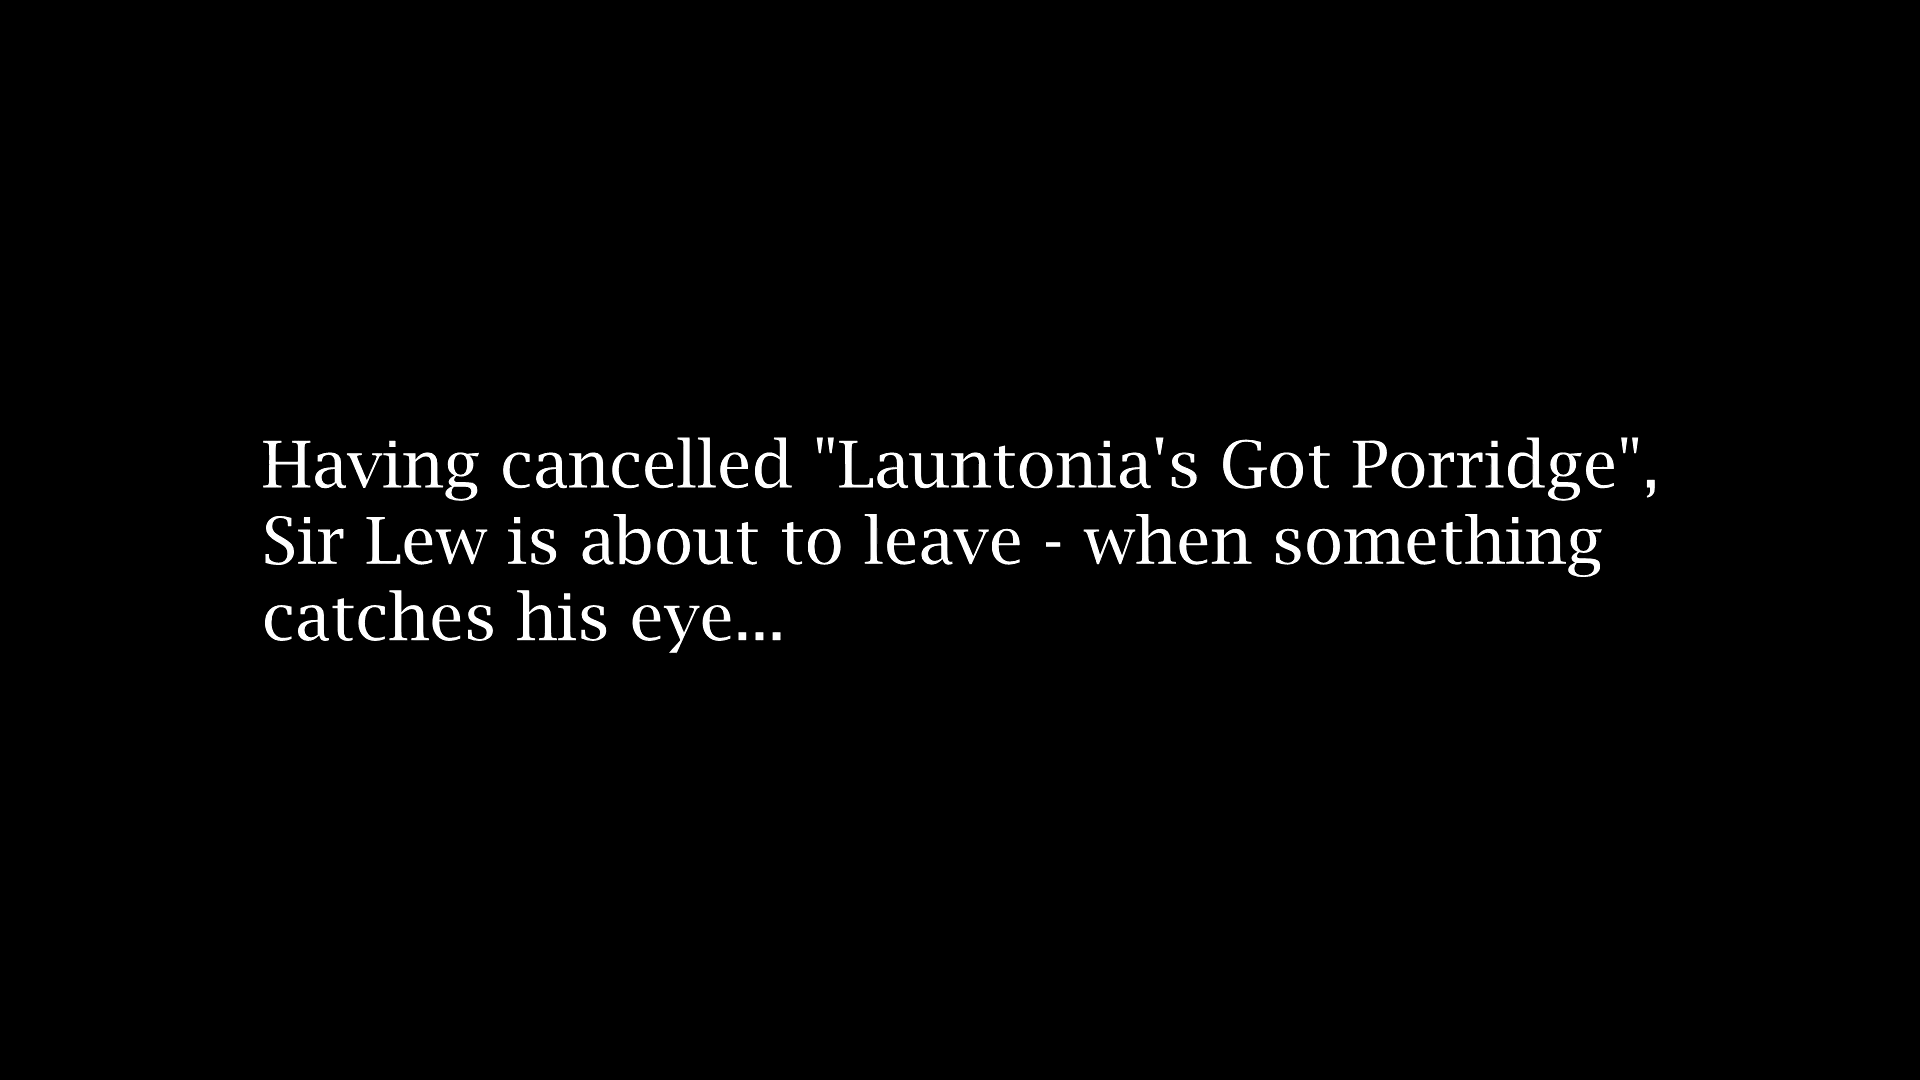 Having cancelled "Launtonia's Got Porridge",
Sir Lew is about to leave - when something
catches his eye...